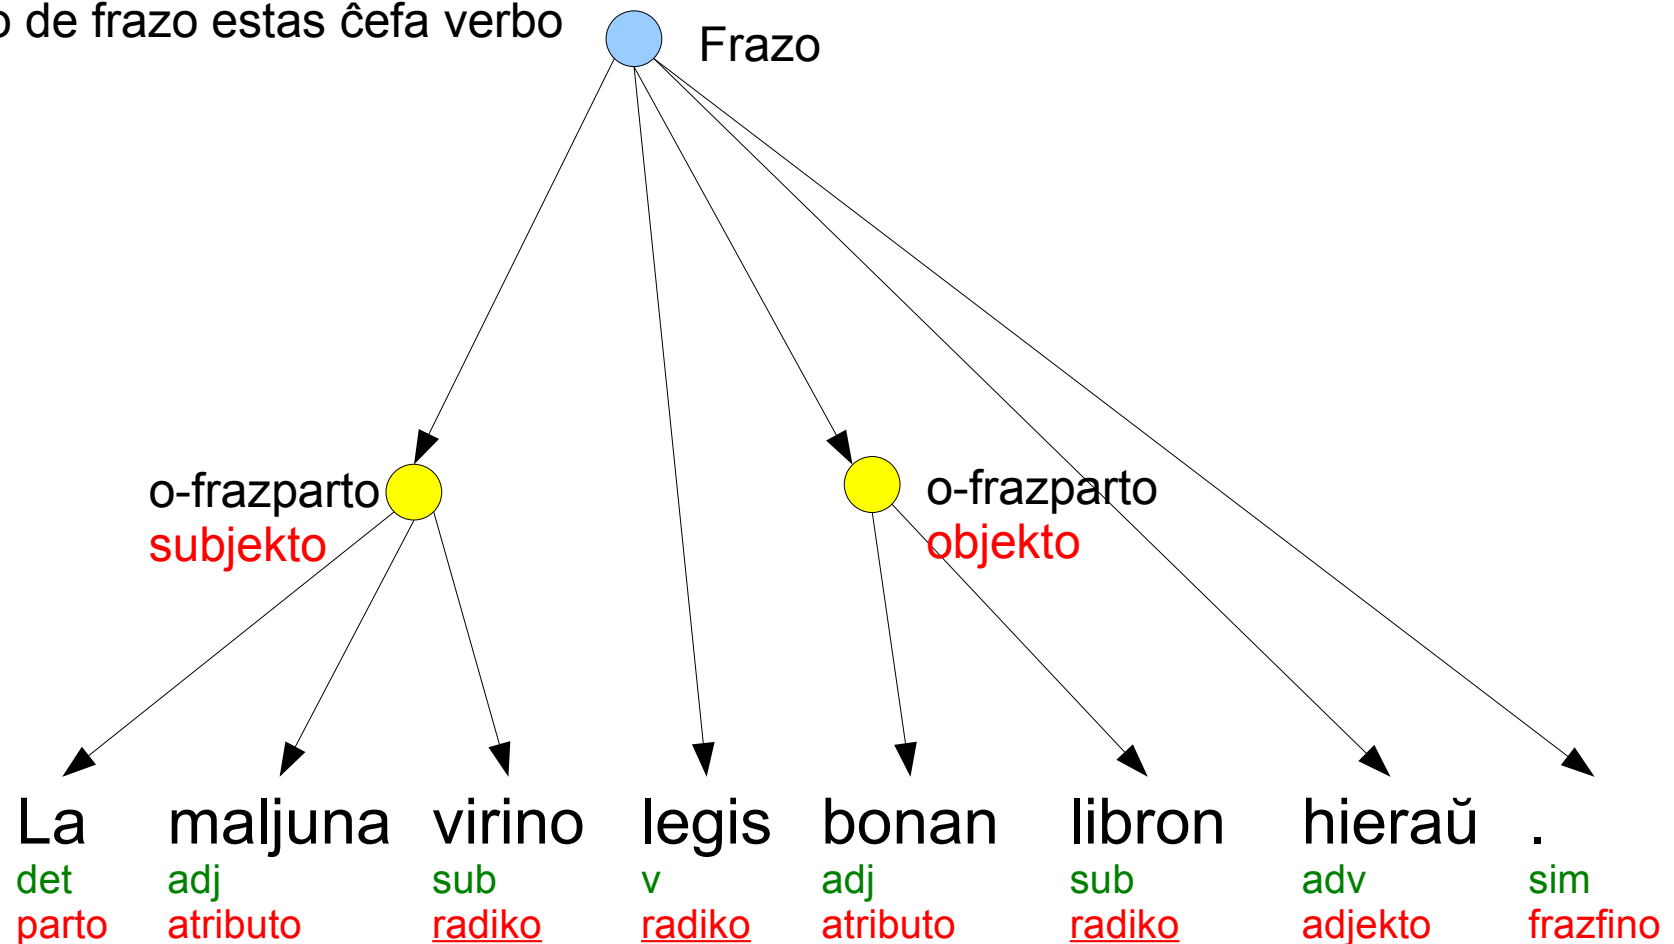 de frazo estas ĉefa verbo
Frazo
o-frazparto
subjekto
o-frazparto
objekto
La maljuna virino legis bonan libron hieraŭ .
det adj sub v adj sub adv sim
parto atributo radiko radiko atributo radiko adjekto frazfino